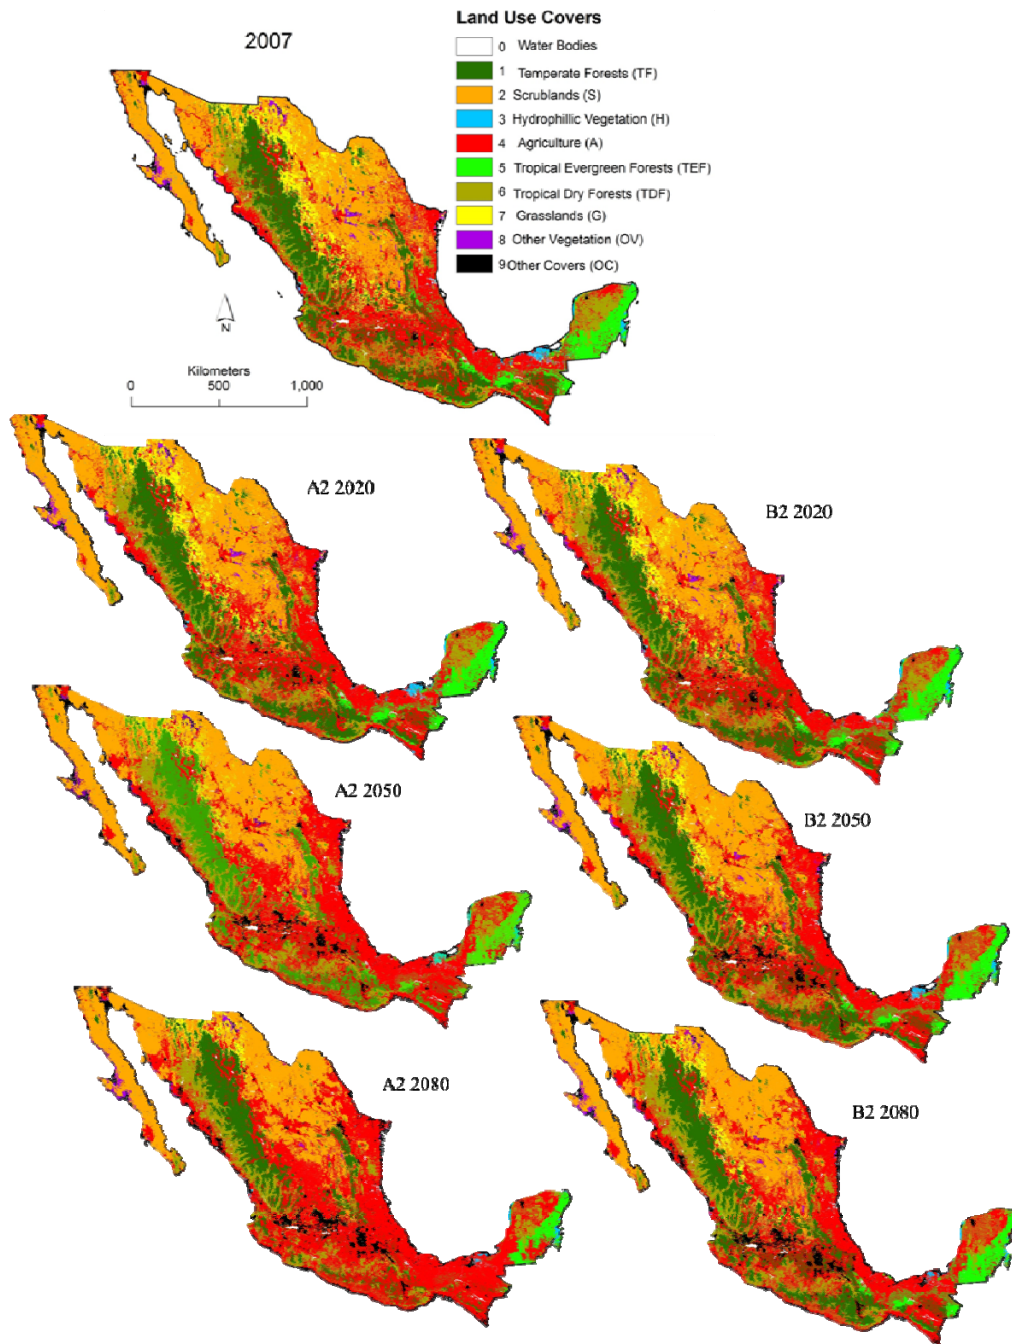 2007
Land Use Covers
0 Water Bodies
1 Temperate Forests (TF)
2 Scrublands (S)
3 Hydrophillic Vegetation (H)
4 Agriculture (A)
5 Tropical Evergreen Forests (TEF)
6 Tropical Dry Forests (TDF)
7 Grasslands (G)
8 Other Vegetation (OV)
9 Other Covers (OC)
N
Kilometers
0 500 1,000
A2 2020
B2 2020
A2 2050
B2 2050
A2 2080
B2 2080